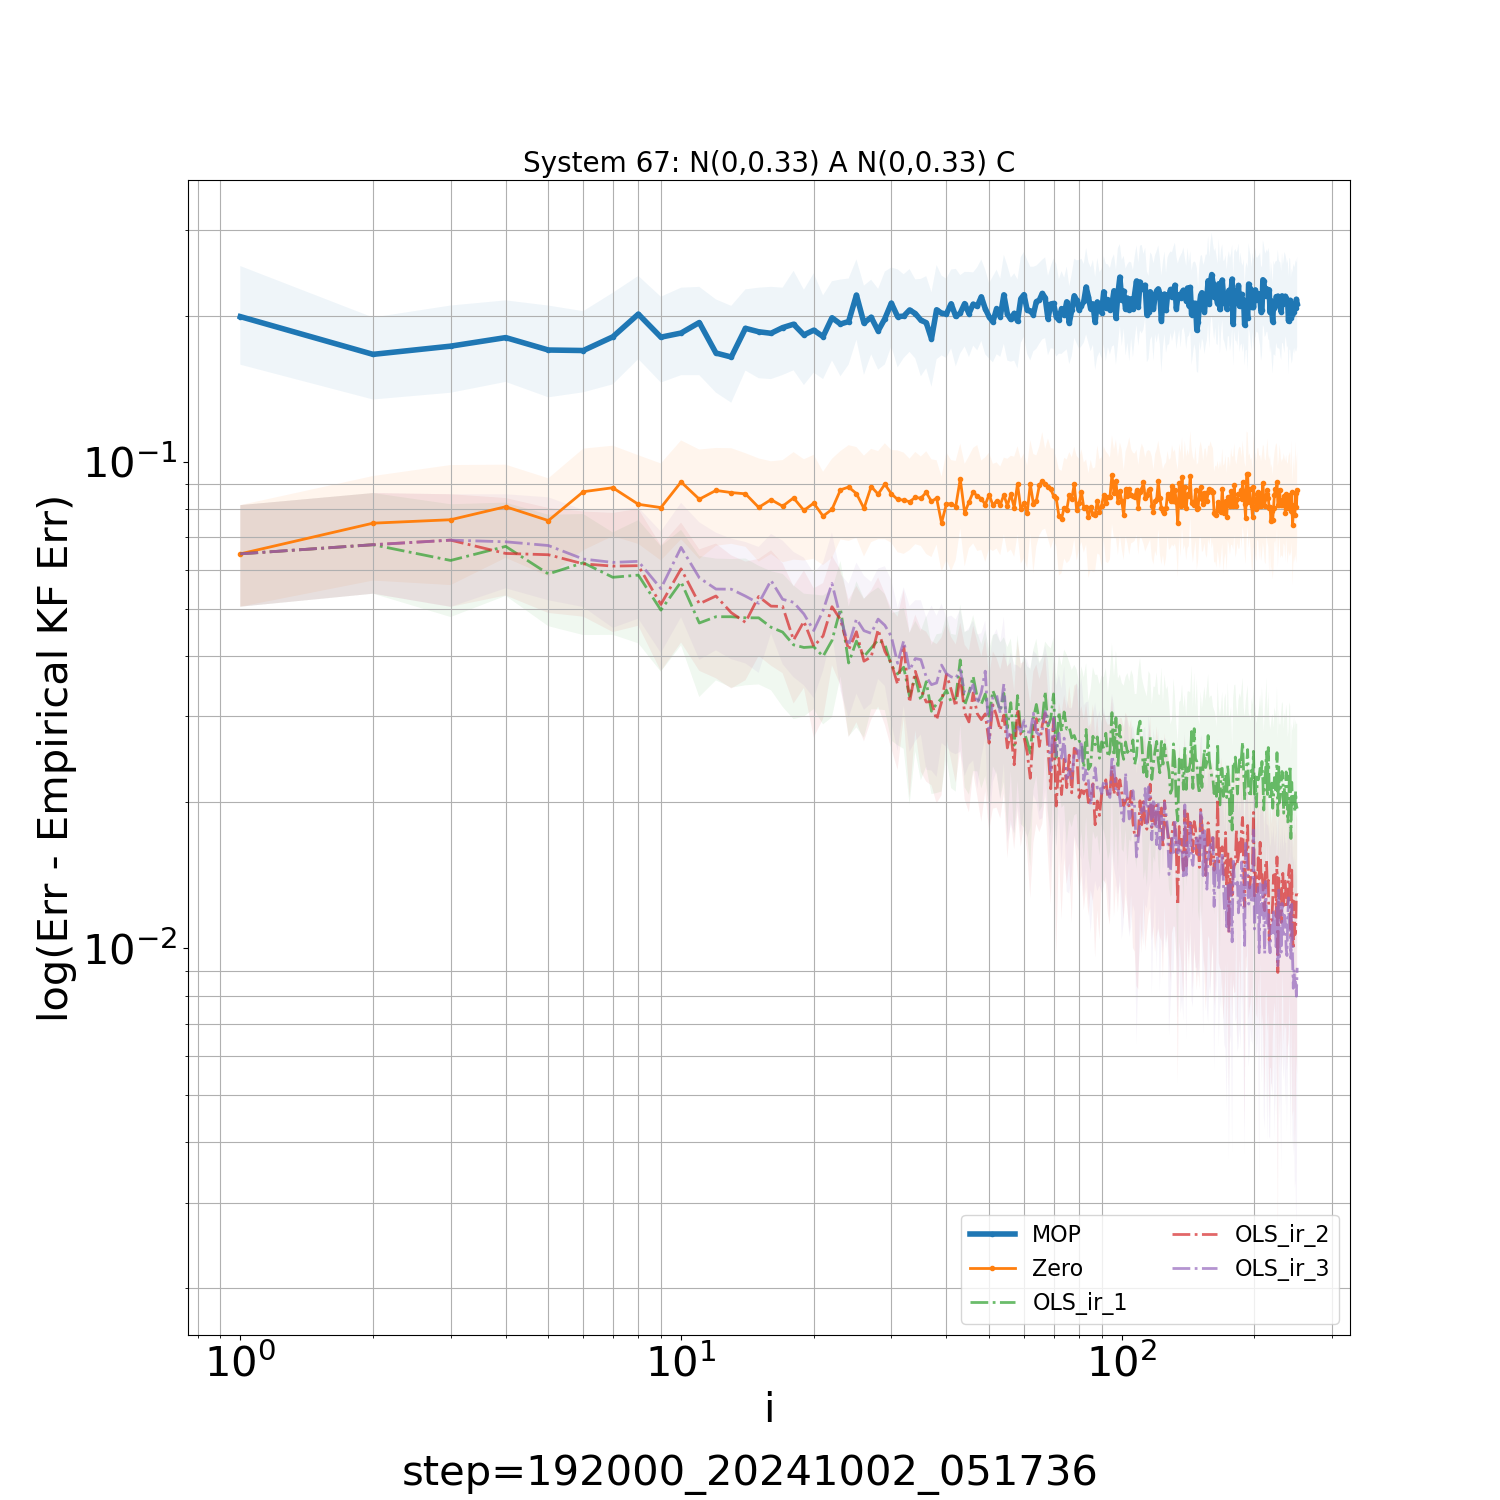 System 67: N(0,0.33) A N(0,0.33) C
log(Err - Empirical KF Err)
10⁻¹
10⁻²
MOP
Zero
OLS_ir_1
OLS_ir_2
OLS_ir_3
10⁰ 10¹ 10²
i
step=192000_20241002_051736